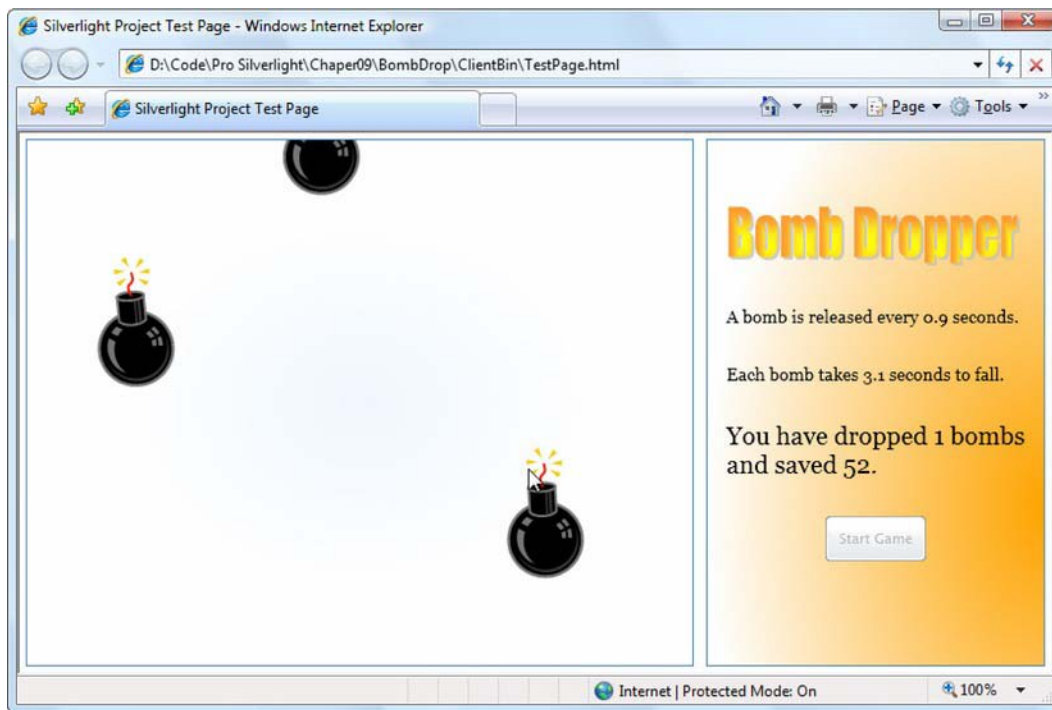 Silverlight Project Test Page - Windows Internet Explorer
D:\Code\Pro Silverlight\Chaper09\BombDrop\ClientBin\TestPage.html
Silverlight Project Test Page
Page
Tools
Bomb Dropper
A bomb is released every 0.9 seconds.
Each bomb takes 3.1 seconds to fall.
You have dropped 1 bombs
and saved 52.
Start Game
Internet | Protected Mode: On
100%